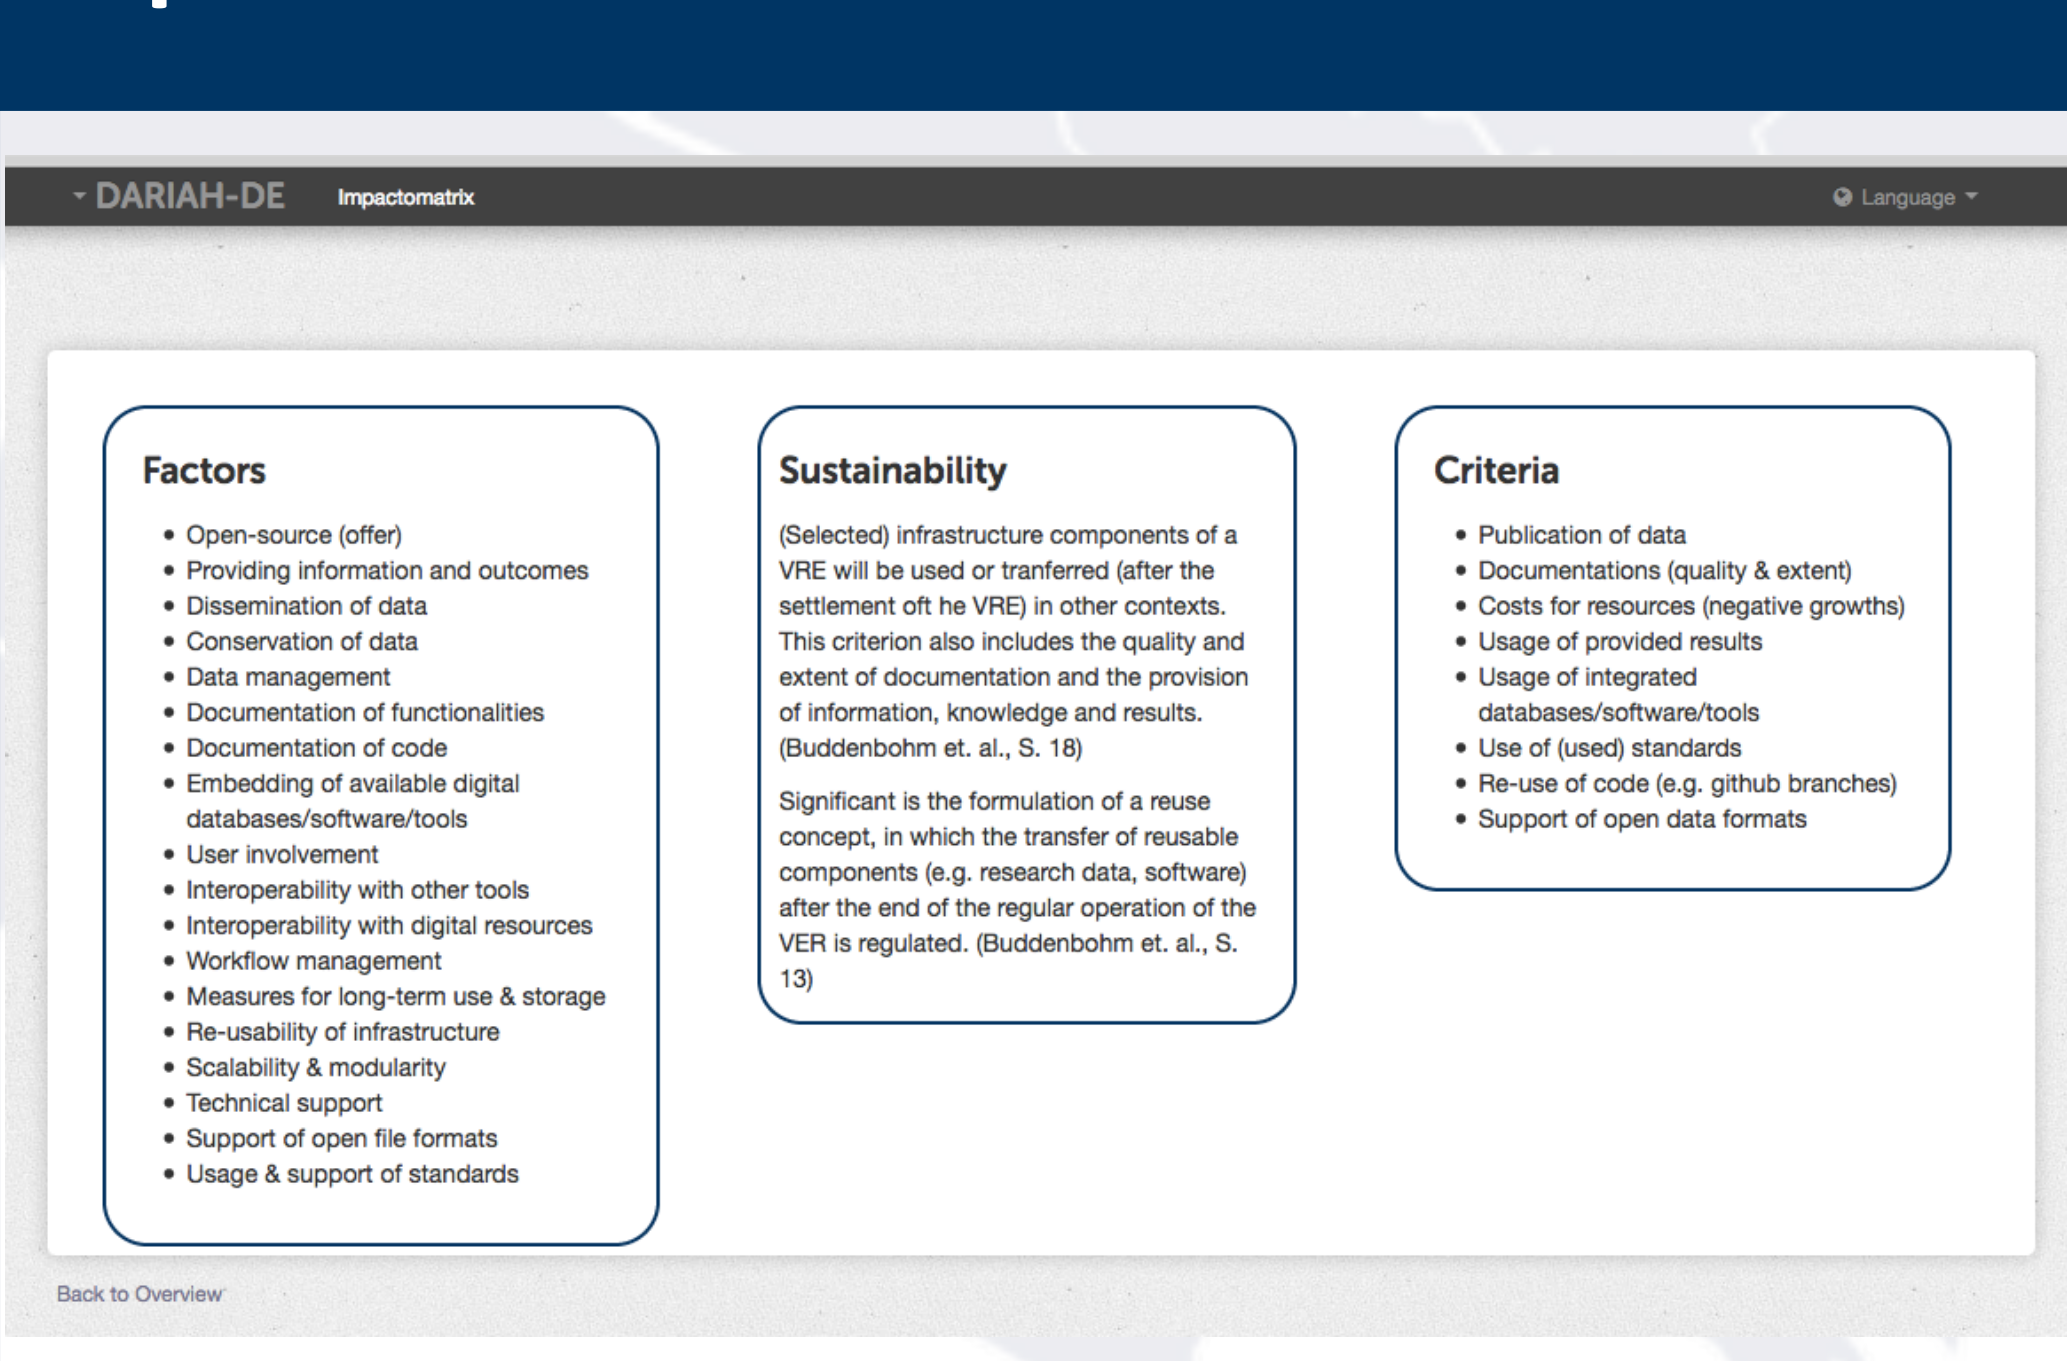 DARIAH-DE Impactomatrix Language
Factors
• Open-source (offer)
• Providing information and outcomes
• Dissemination of data
• Conservation of data
• Data management
• Documentation of functionalities
• Documentation of code
• Embedding of available digital
databases/software/tools
• User involvement
• Interoperability with other tools
• Interoperability with digital resources
• Workflow management
• Measures for long-term use & storage
• Re-usability of infrastructure
• Scalability & modularity
• Technical support
• Support of open file formats
• Usage & support of standards
Sustainability
(Selected) infrastructure components of a
VRE will be used or tranferred (after the
settlement oft he VRE) in other contexts.
This criterion also includes the quality and
extent of documentation and the provision
of information, knowledge and results.
(Buddenbohm et. al., S. 18)
Significant is the formulation of a reuse
concept, in which the transfer of reusable
components (e.g. research data, software)
after the end of the regular operation of the
VER is regulated. (Buddenbohm et. al., S.
13)
Criteria
• Publication of data
• Documentations (quality & extent)
• Costs for resources (negative growths)
• Usage of provided results
• Usage of integrated
databases/software/tools
• Use of (used) standards
• Re-use of code (e.g. github branches)
• Support of open data formats
Back to Overview